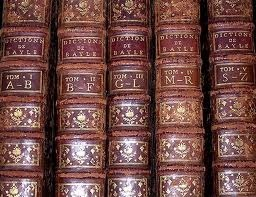 DICTION
DE
BAYLE
TOM • I
A-B
DICTION
DE
BAYLE
TOM • II
B-F
DICTION
DE
BAYLE
TOM • III
G-L
DICTION
DE
BAYLE
TOM • IV
M-R
DICTION
DE
BAYLE
TOM • V
S-Z